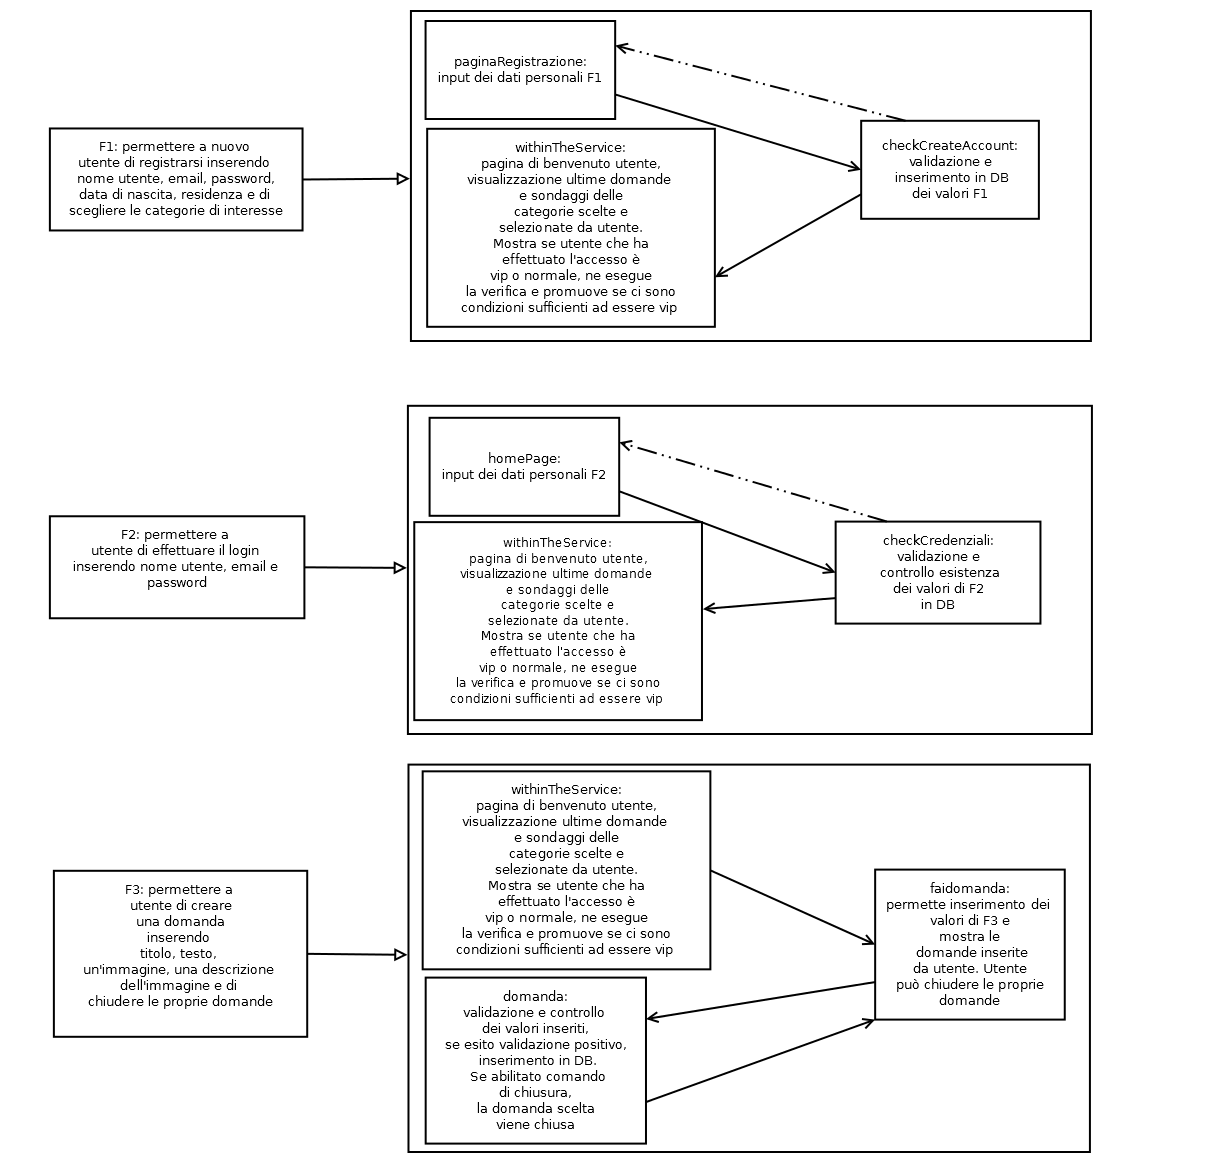 F1: permettere a nuovo
utente di registrarsi inserendo
nome utente, email, password,
data di nascita, residenza e di
scegliere le categorie di interesse
paginaRegistrazione:
input dei dati personali F1
withinTheService:
pagina di benvenuto utente,
visualizzazione ultime domande
e sondaggi delle
categorie scelte e
selezionate da utente.
Mostra se utente che ha
effettuato l'accesso è
vip o normale, ne esegue
la verifica e promuove se ci sono
condizioni sufficienti ad essere vip
checkCreateAccount:
validazione e
inserimento in DB
dei valori F1
F2: permettere a
utente di effettuare il login
inserendo nome utente, email e
password
homePage:
input dei dati personali F2
withinTheService:
pagina di benvenuto utente,
visualizzazione ultime domande
e sondaggi delle
categorie scelte e
selezionate da utente.
Mostra se utente che ha
effettuato l'accesso è
vip o normale, ne esegue
la verifica e promuove se ci sono
condizioni sufficienti ad essere vip
checkCredenziali:
validazione e
controllo esistenza
dei valori di F2
in DB
F3: permettere a
utente di creare
una domanda
inserendo
titolo, testo,
un'immagine, una descrizione
dell'immagine e di
chiudere le proprie domande
withinTheService:
pagina di benvenuto utente,
visualizzazione ultime domande
e sondaggi delle
categorie scelte e
selezionate da utente.
Mostra se utente che ha
effettuato l'accesso è
vip o normale, ne esegue
la verifica e promuove se ci sono
condizioni sufficienti ad essere vip
domanda:
validazione e controllo
dei valori inseriti,
se esito validazione positivo,
inserimento in DB.
Se abilitato comando
di chiusura,
la domanda scelta
viene chiusa
faidomanda:
permette inserimento dei
valori di F3 e
mostra le
domande inserite
da utente. Utente
può chiudere le proprie
domande